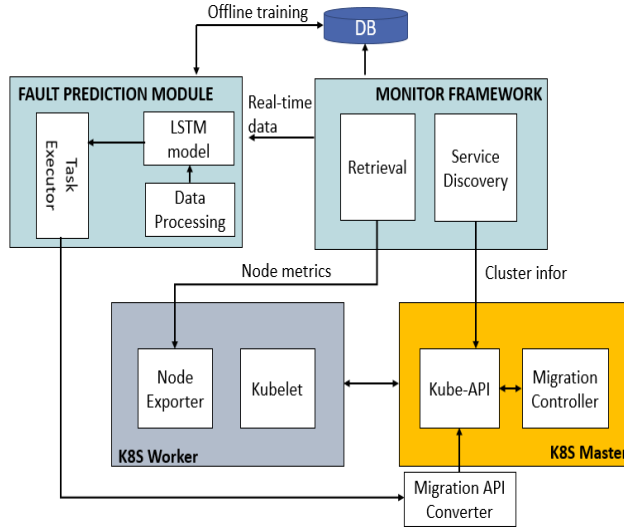 Offline training
DB
FAULT PREDICTION MODULE
MONITOR FRAMEWORK
Real-time
data
LSTM
model
Task
Executor
Data
Processing
Retrieval
Service
Discovery
Node metrics
Cluster infor
Node
Exporter
Kubelet
Kube-API
Migration
Controller
K8S Worker
K8S Master
Migration API
Converter